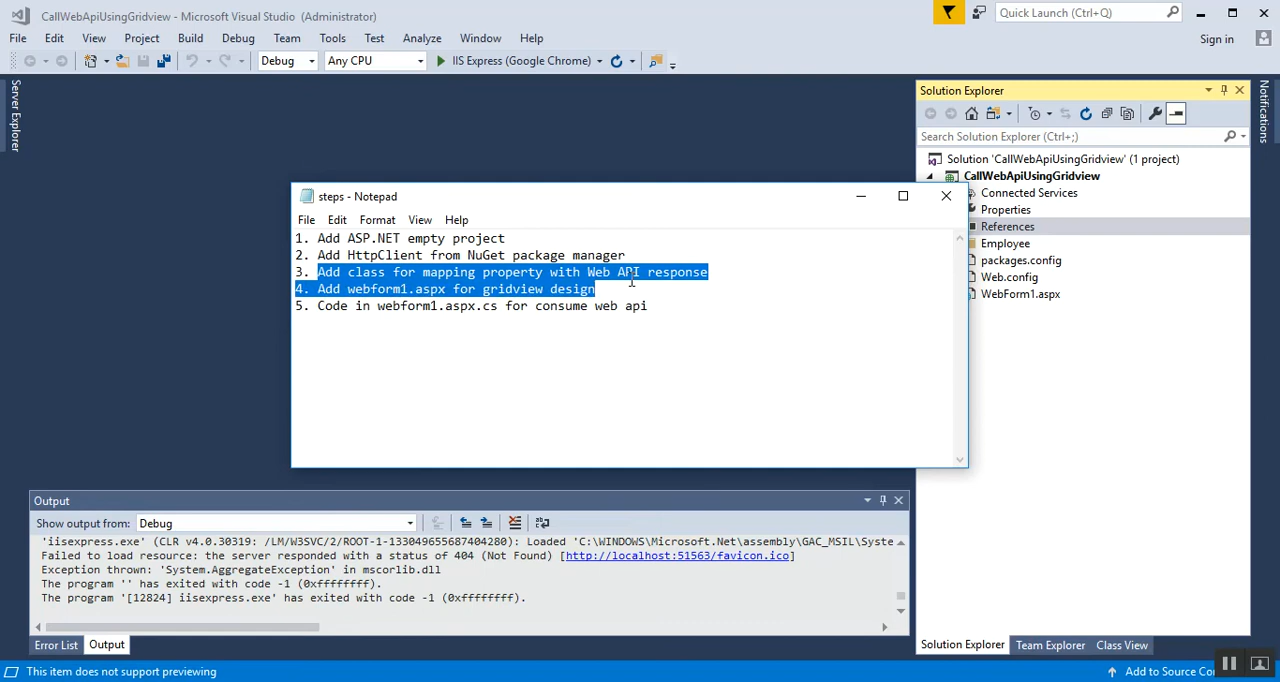 CallWebApiUsingGridview - Microsoft Visual Studio (Administrator)
Quick Launch (Ctrl+Q)
File Edit View Project Build Debug Team Tools Test Analyze Window Help
Sign in
Debug Any CPU IIS Express (Google Chrome)
Server Explorer
Solution Explorer
Notifications
Search Solution Explorer (Ctrl+;)
Solution 'CallWebApiUsingGridview' (1 project)
CallWebApiUsingGridview
Connected Services
Properties
References
Employee
packages.config
Web.config
WebForm1.aspx
steps - Notepad
File Edit Format View Help
1. Add ASP.NET empty project
2. Add HttpClient from NuGet package manager
3. Add class for mapping property with Web API response
4. Add webform1.aspx for gridview design
5. Code in webform1.aspx.cs for consume web api
Output
Show output from: Debug
'iisexpress.exe' (CLR v4.0.30319: /LM/W3SVC/2/ROOT-1-133049655687404280): Loaded 'C:\WINDOWS\Microsoft.Net\assembly\GAC_MSIL\Syste
Failed to load resource: the server responded with a status of 404 (Not Found) [http://localhost:51563/favicon.ico]
Exception thrown: 'System.AggregateException' in mscorlib.dll
The program '' has exited with code -1 (0xffffffff).
The program '[12824] iisexpress.exe' has exited with code -1 (0xffffffff).
Error List Output
Solution Explorer Team Explorer Class View
This item does not support previewing
Add to Source Co